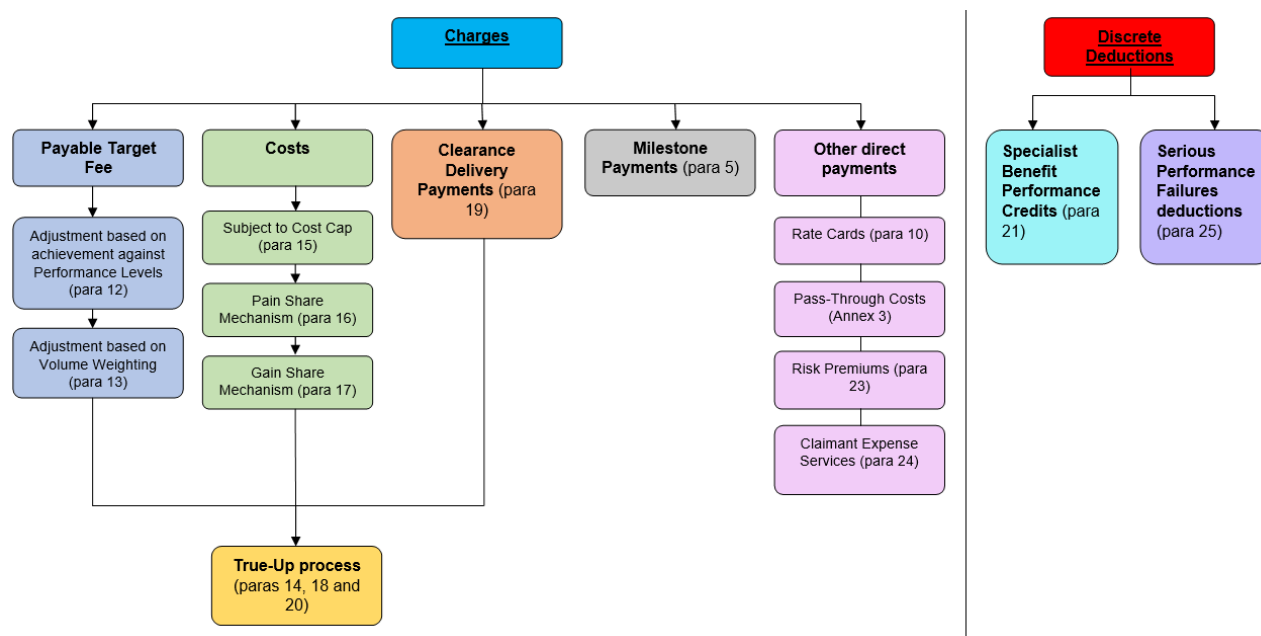 Charges
Discrete
Deductions
Payable Target
Fee
Adjustment based on
achievement against
Performance Levels
(para 12)
Adjustment based on
Volume Weighting
(para 13)
Costs
Subject to Cost Cap
(para 15)
Pain Share
Mechanism (para 16)
Gain Share
Mechanism (para 17)
Clearance
Delivery
Payments (para
19)
Milestone
Payments (para 5)
Other direct
payments
Rate Cards (para 10)
Pass-Through Costs
(Annex 3)
Risk Premiums (para
23)
Claimant Expense
Services (para 24)
Specialist
Benefit
Performance
Credits (para
21)
Serious
Performance
Failures
deductions
(para 25)
True-Up process
(paras 14, 18 and
20)